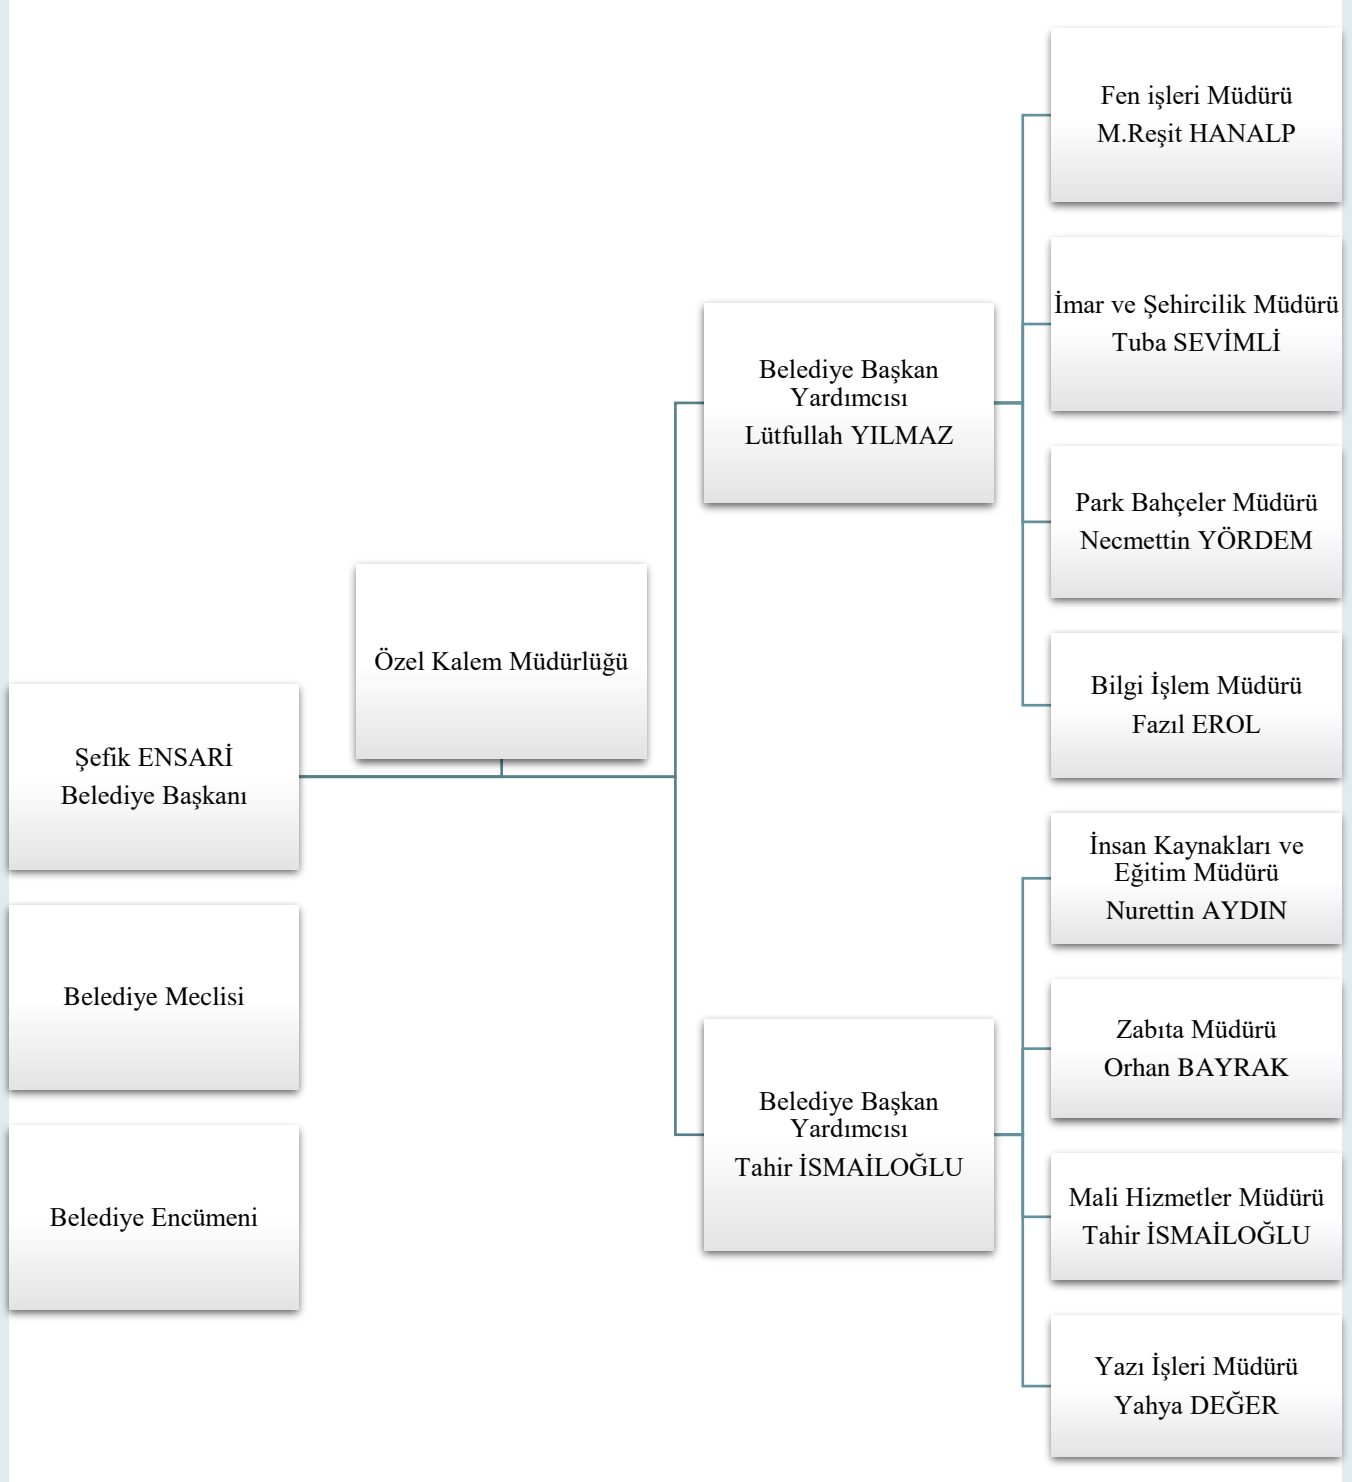 Şefik ENSARİ
Belediye Başkanı
Belediye Meclisi
Belediye Encümeni
Özel Kalem Müdürlüğü
Belediye Başkan
Yardımcısı
Lütfullah YILMAZ
Fen işleri Müdürü
M.Reşit HANALP
İmar ve Şehircilik Müdürü
Tuba SEVİMLİ
Park Bahçeler Müdürü
Necmettin YÖRDEM
Bilgi İşlem Müdürü
Fazıl EROL
Belediye Başkan
Yardımcısı
Tahir İSMAİLOĞLU
İnsan Kaynakları ve
Eğitim Müdürü
Nurettin AYDIN
Zabıta Müdürü
Orhan BAYRAK
Mali Hizmetler Müdürü
Tahir İSMAİLOĞLU
Yazı İşleri Müdürü
Yahya DEĞER